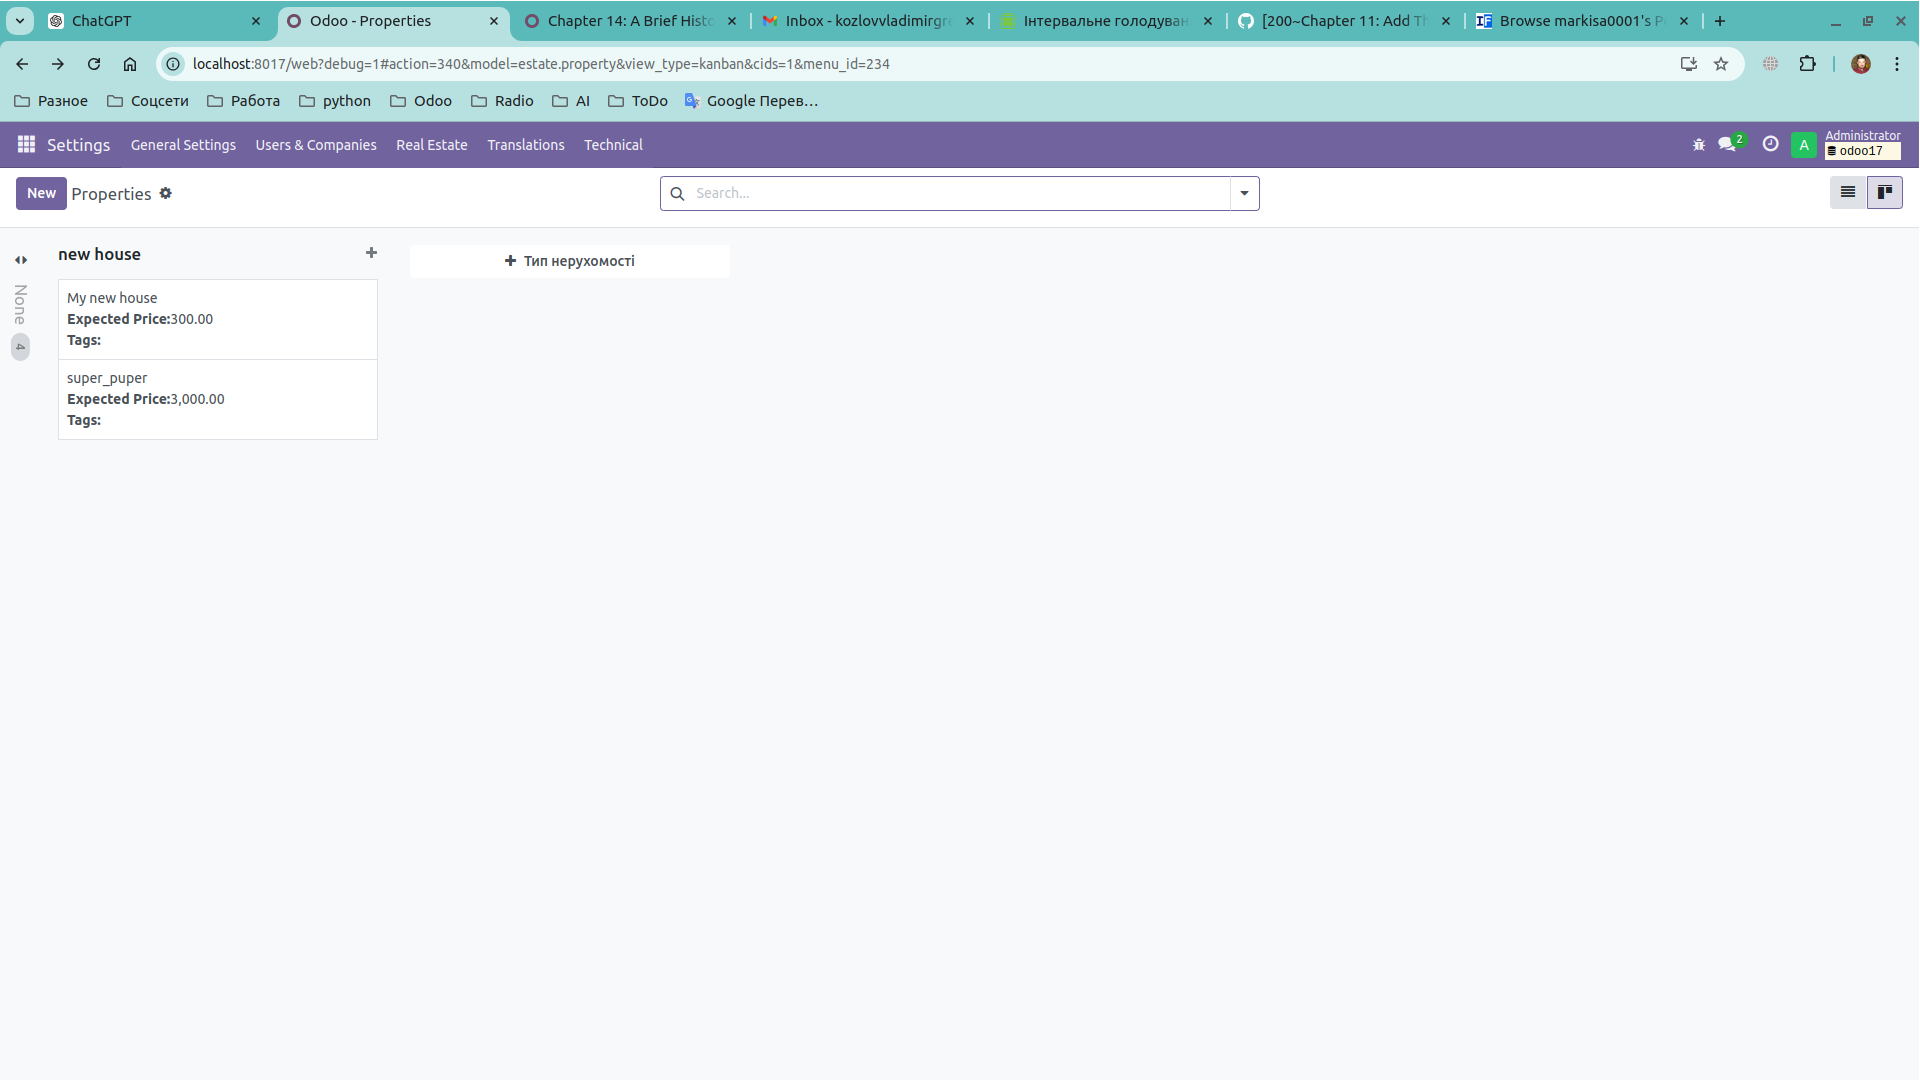 ChatGPT
Odoo - Properties
Chapter 14: A Brief Histo
Inbox - kozlovvladimirgr
Інтервальне голодуван
[200~Chapter 11: Add Th
Browse markisa0001's P
localhost:8017/web?debug=1#action=340&model=estate.property&view_type=kanban&cids=1&menu_id=234
Разное
Соцсети
Работа
python
Odoo
Radio
AI
ToDo
Google Перев…
Settings
General Settings
Users & Companies
Real Estate
Translations
Technical
2
A
Administrator
odoo17
New
Properties
Search...
None
4
new house
My new house
Expected Price:300.00
Tags:
super_puper
Expected Price:3,000.00
Tags:
Тип нерухомості